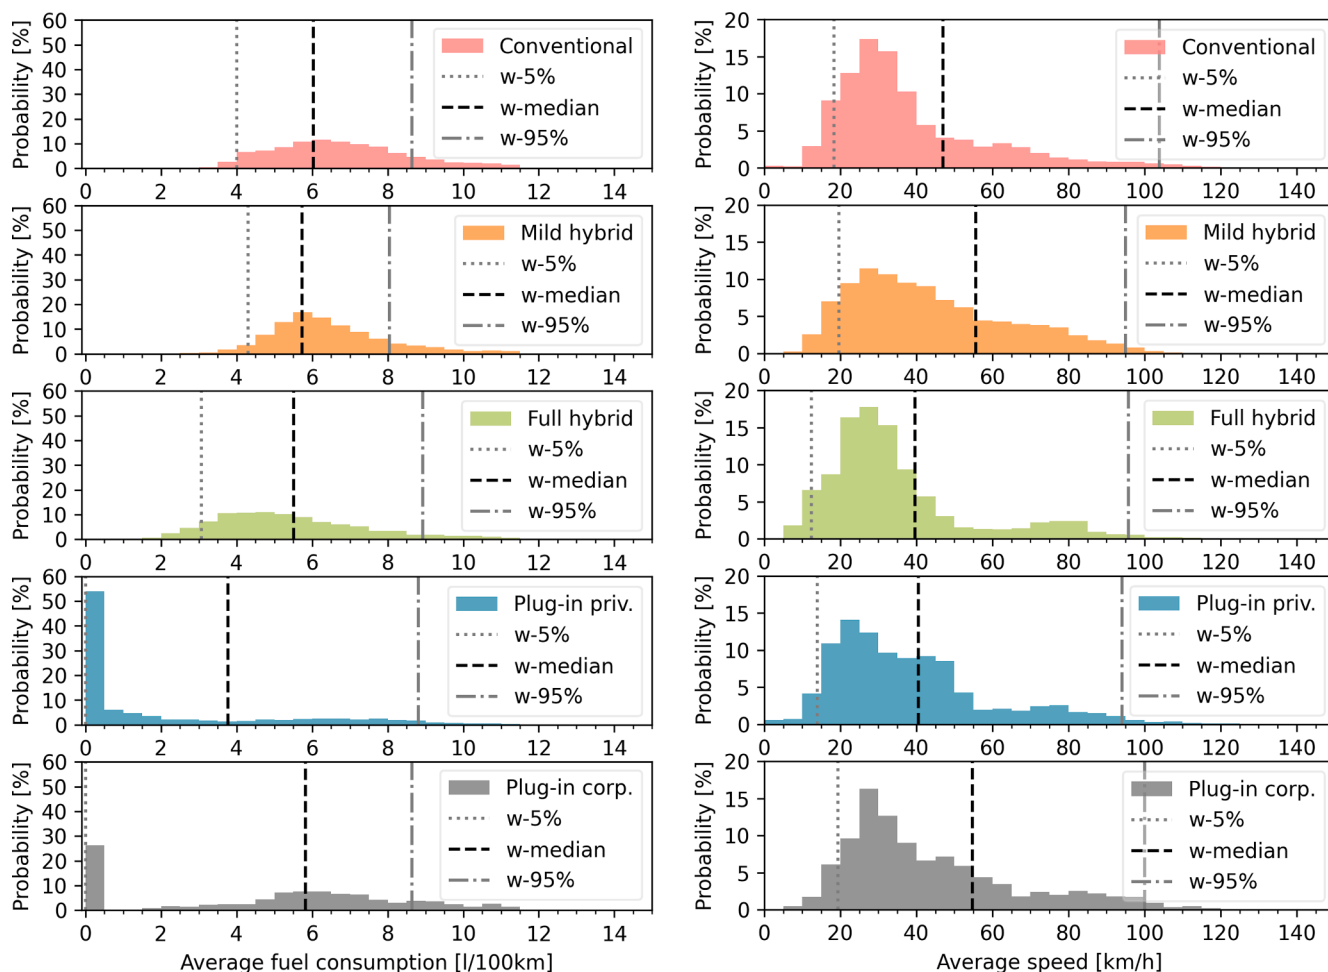 Probability [%]
60
50
40
30
20
10
0
Conventional
w-5%
w-median
w-95%
0 2 4 6 8 10 12 14
Probability [%]
20
15
10
5
0
Conventional
w-5%
w-median
w-95%
0 20 40 60 80 100 120 140
Probability [%]
60
50
40
30
20
10
0
Mild hybrid
w-5%
w-median
w-95%
0 2 4 6 8 10 12 14
Probability [%]
20
15
10
5
0
Mild hybrid
w-5%
w-median
w-95%
0 20 40 60 80 100 120 140
Probability [%]
60
50
40
30
20
10
0
Full hybrid
w-5%
w-median
w-95%
0 2 4 6 8 10 12 14
Probability [%]
20
15
10
5
0
Full hybrid
w-5%
w-median
w-95%
0 20 40 60 80 100 120 140
Probability [%]
60
50
40
30
20
10
0
Plug-in priv.
w-5%
w-median
w-95%
0 2 4 6 8 10 12 14
Probability [%]
20
15
10
5
0
Plug-in priv.
w-5%
w-median
w-95%
0 20 40 60 80 100 120 140
Probability [%]
60
50
40
30
20
10
0
Plug-in corp.
w-5%
w-median
w-95%
0 2 4 6 8 10 12 14
Average fuel consumption [l/100km]
Probability [%]
20
15
10
5
0
Plug-in corp.
w-5%
w-median
w-95%
0 20 40 60 80 100 120 140
Average speed [km/h]